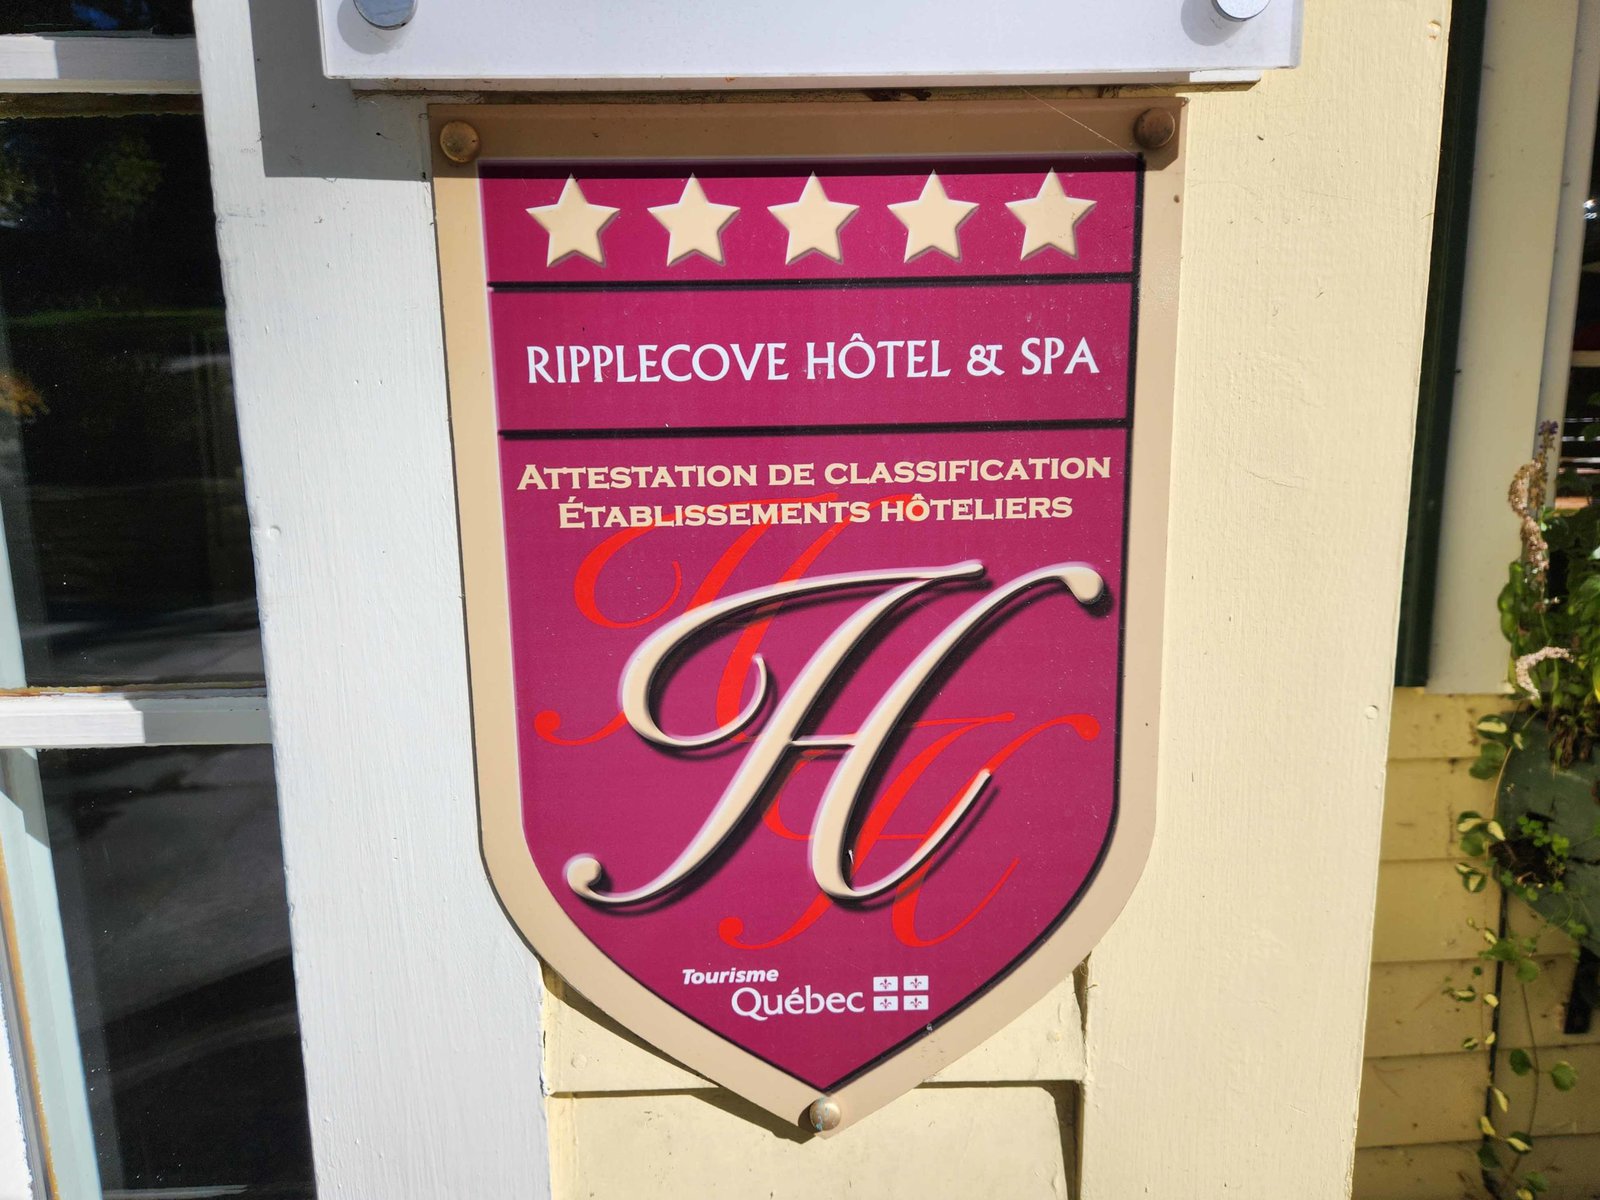 RIPPLECOVE HÔTEL & SPA
ATTESTATION DE CLASSIFICATION
ÉTABLISSEMENTS HÔTELIERS
H
Tourisme
Québec